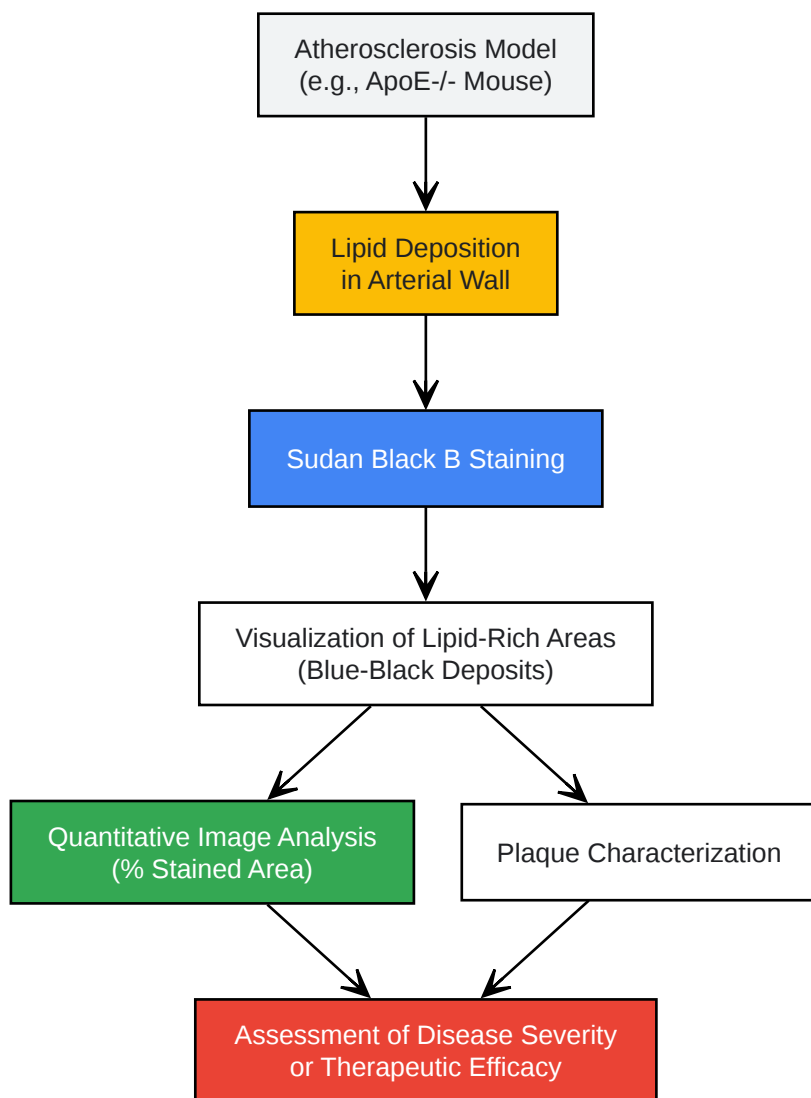 Atherosclerosis Model
(e.g., ApoE-/- Mouse)
Lipid Deposition
in Arterial Wall
Sudan Black B Staining
Visualization of Lipid-Rich Areas
(Blue-Black Deposits)
Quantitative Image Analysis
(% Stained Area)
Plaque Characterization
Assessment of Disease Severity
or Therapeutic Efficacy